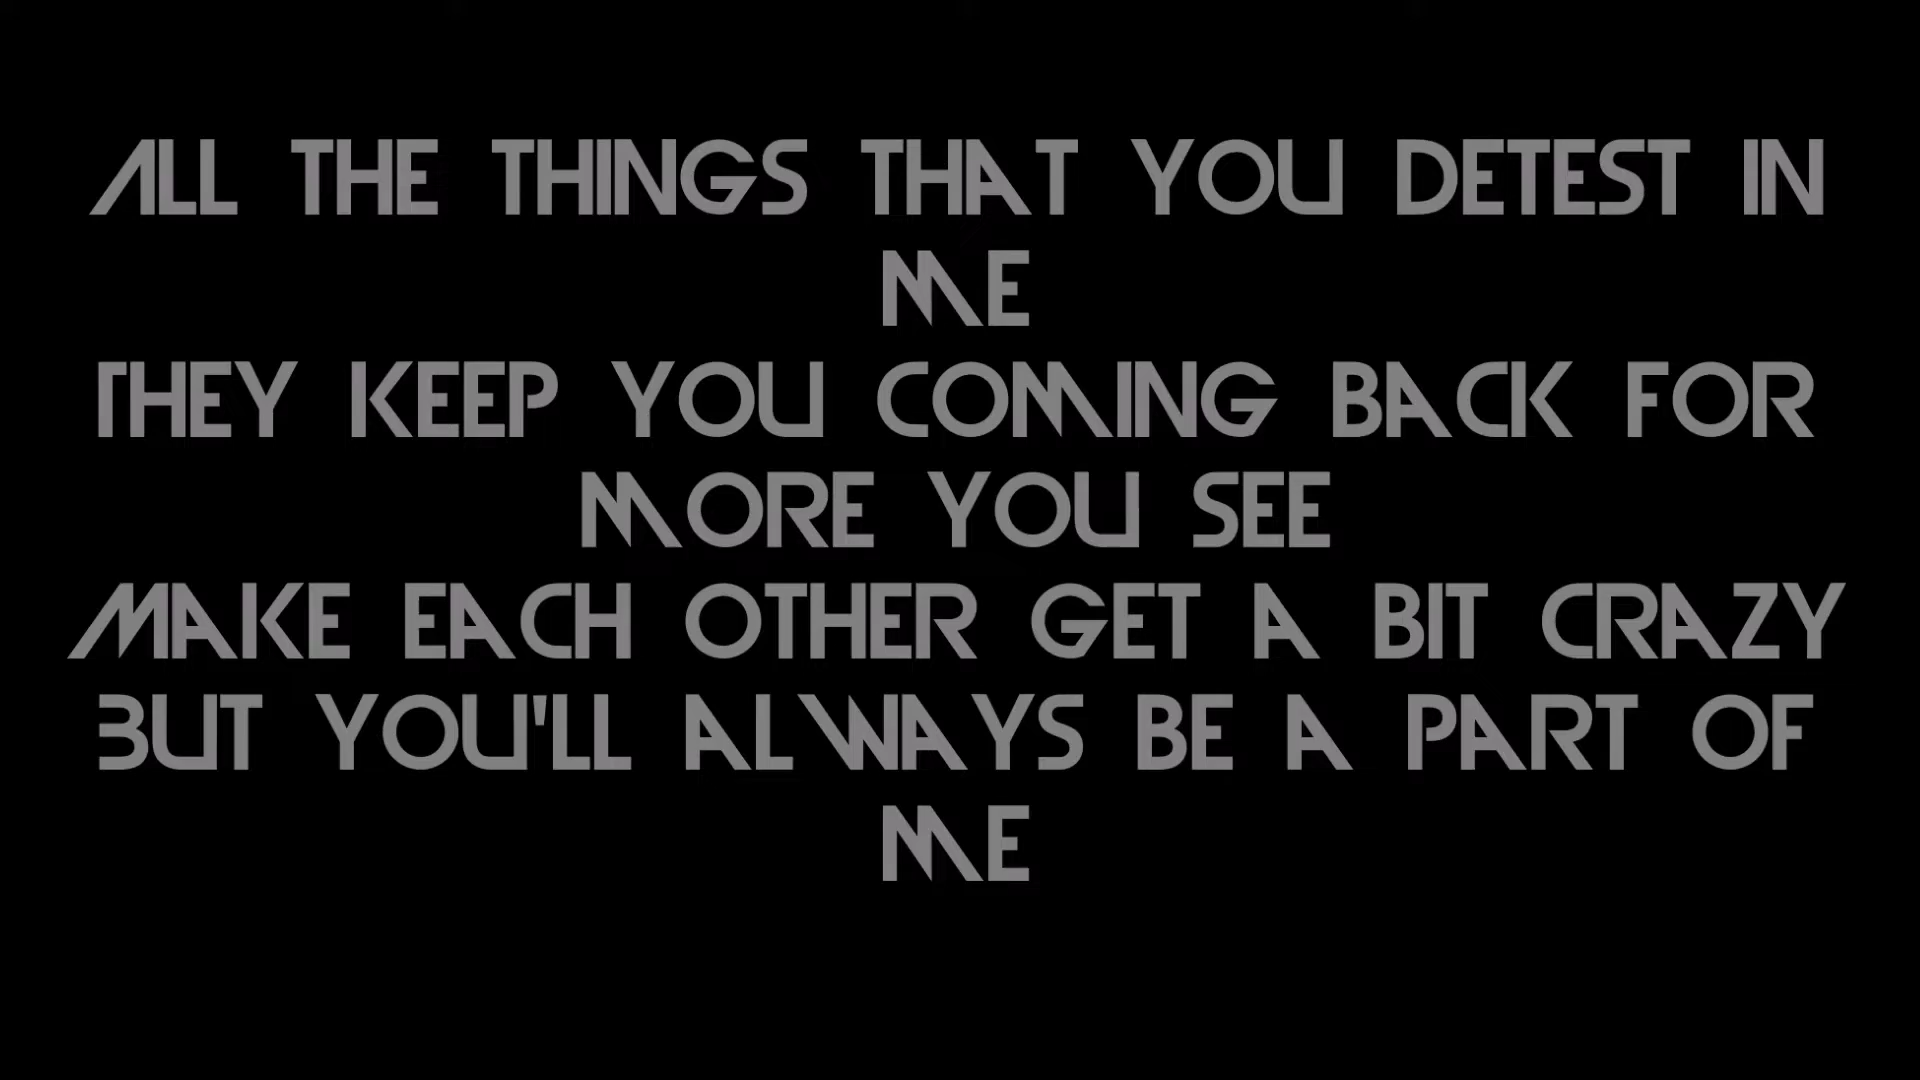 ALL THE THINGS THAT YOU DETEST IN
ME
THEY KEEP YOU COMING BACK FOR
MORE YOU SEE
MAKE EACH OTHER GET A BIT CRAZY
BUT YOU'LL ALWAYS BE A PART OF
ME